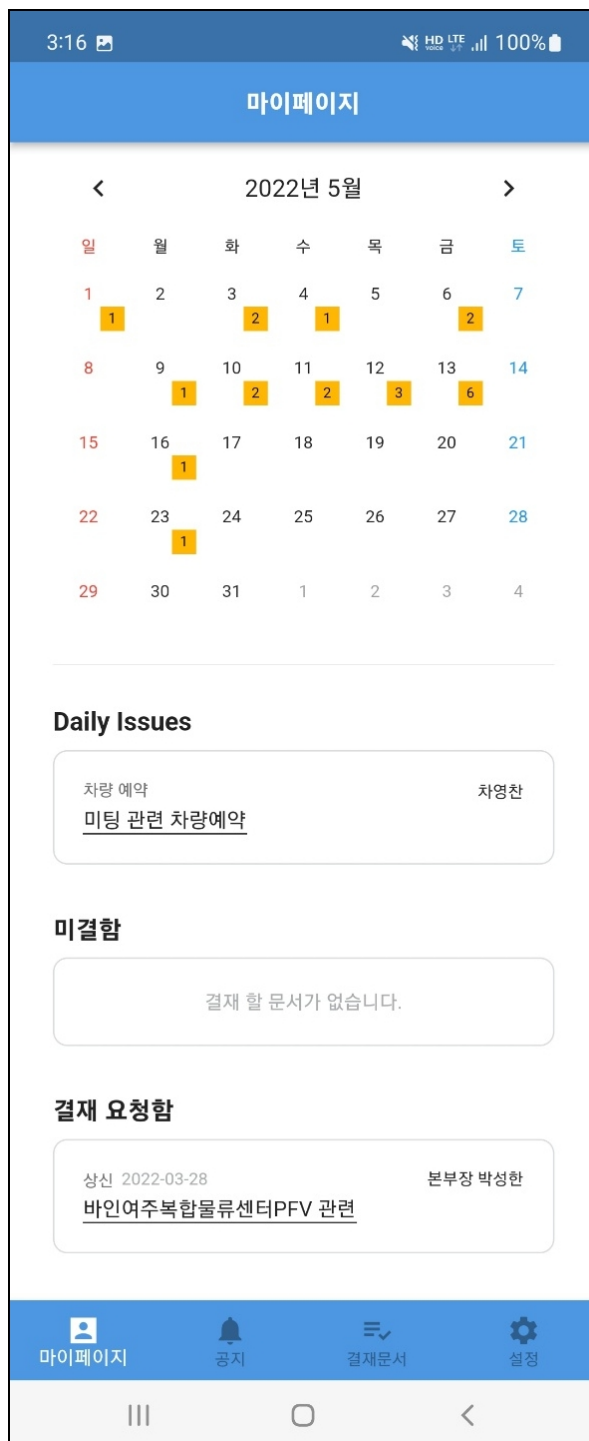 3:16 HD voice LTE 100%
마이페이지
2022년 5월
일 월 화 수 목 금 토
1 2 3 4 5 6 7
1 2 1 2
8 9 10 11 12 13 14
1 2 2 3 6
15 16 17 18 19 20 21
1
22 23 24 25 26 27 28
1
29 30 31 1 2 3 4
Daily Issues
차량 예약 차영찬
미팅 관련 차량예약
미결함
결재 할 문서가 없습니다.
결재 요청함
상신 2022-03-28 본부장 박성한
바인여주복합물류센터PFV 관련
마이페이지 공지 결재문서 설정